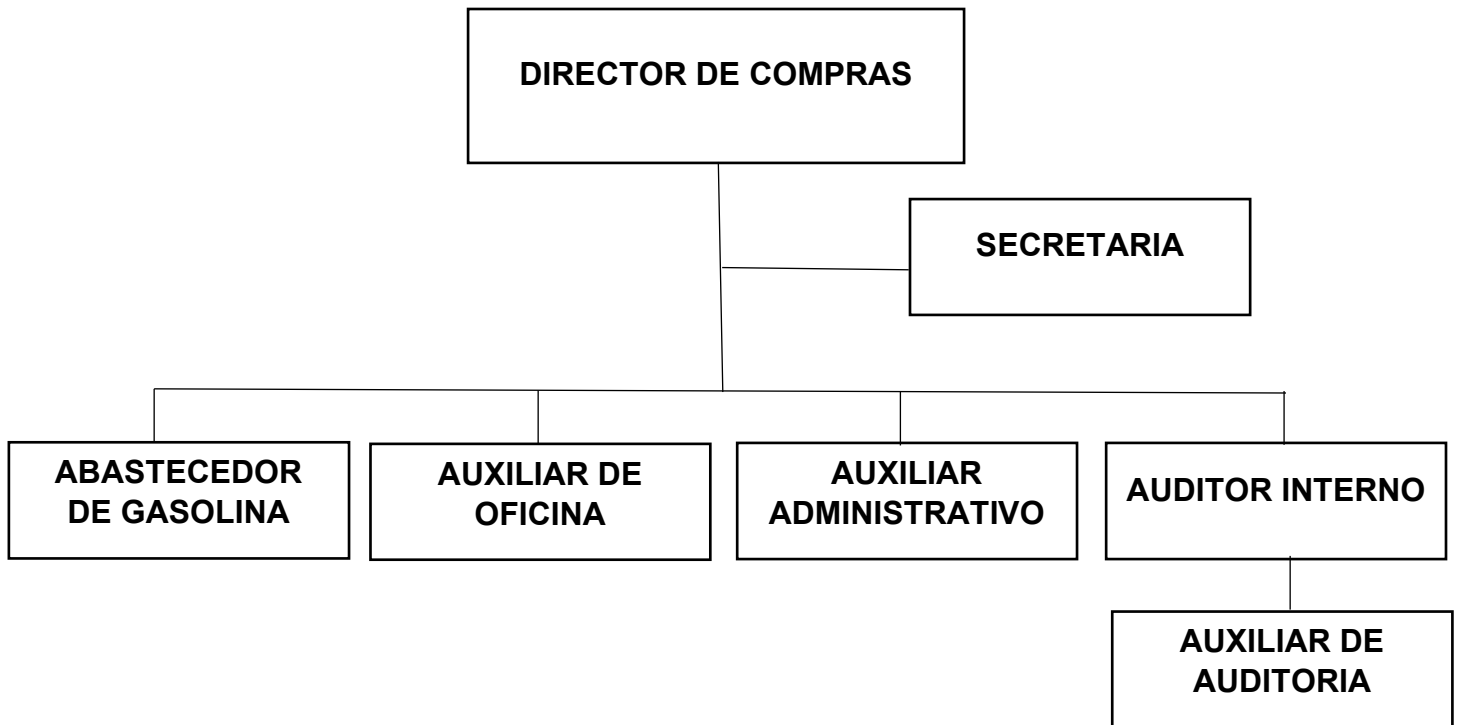 DIRECTOR DE COMPRAS
SECRETARIA
ABASTECEDOR
DE GASOLINA
AUXILIAR DE
OFICINA
AUXILIAR
ADMINISTRATIVO
AUDITOR INTERNO
AUXILIAR DE
AUDITORIA